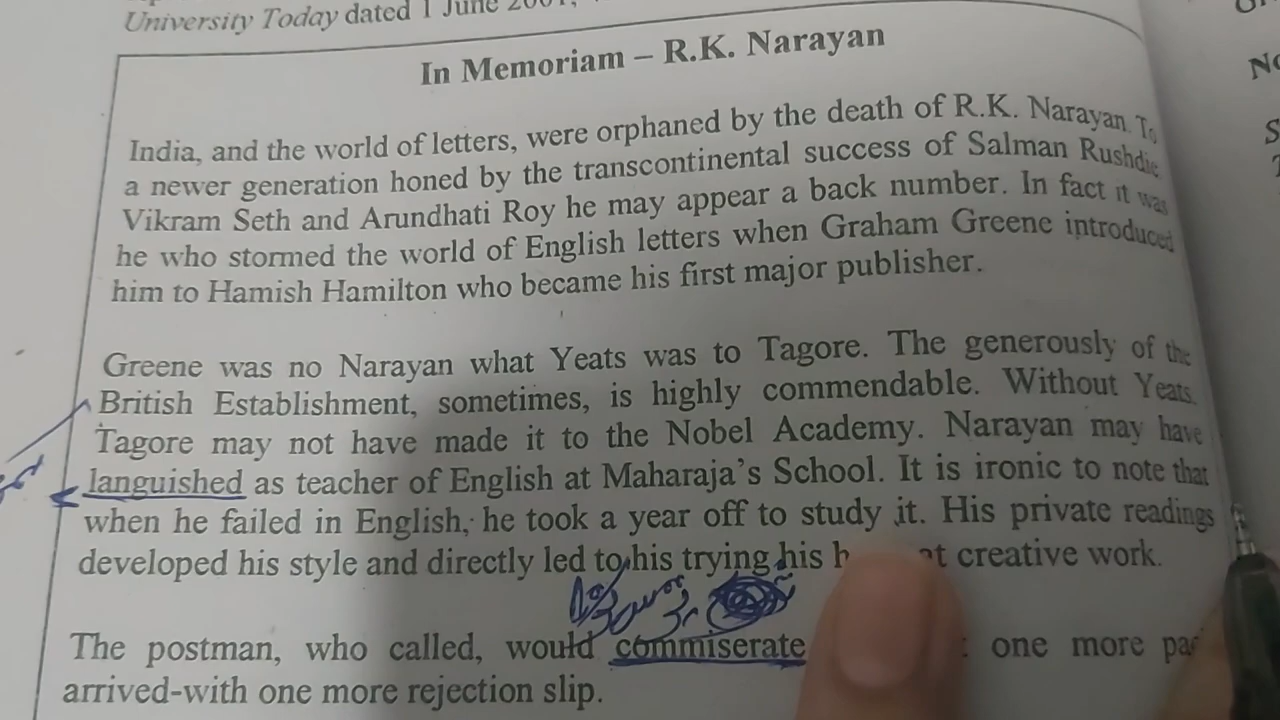 University Today dated 1 June 2001,
In Memoriam – R.K. Narayan
India, and the world of letters, were orphaned by the death of R.K. Narayan. To
a newer generation honed by the transcontinental success of Salman Rushdie
Vikram Seth and Arundhati Roy he may appear a back number. In fact it was
he who stormed the world of English letters when Graham Greene introduced
him to Hamish Hamilton who became his first major publisher.
Greene was no Narayan what Yeats was to Tagore. The generously of the
British Establishment, sometimes, is highly commendable. Without Yeats,
Tagore may not have made it to the Nobel Academy. Narayan may have
languished as teacher of English at Maharaja's School. It is ironic to note that
when he failed in English, he took a year off to study it. His private readings
developed his style and directly led to his trying his at creative work.
The postman, who called, would commiserate : one more
arrived-with one more rejection slip.